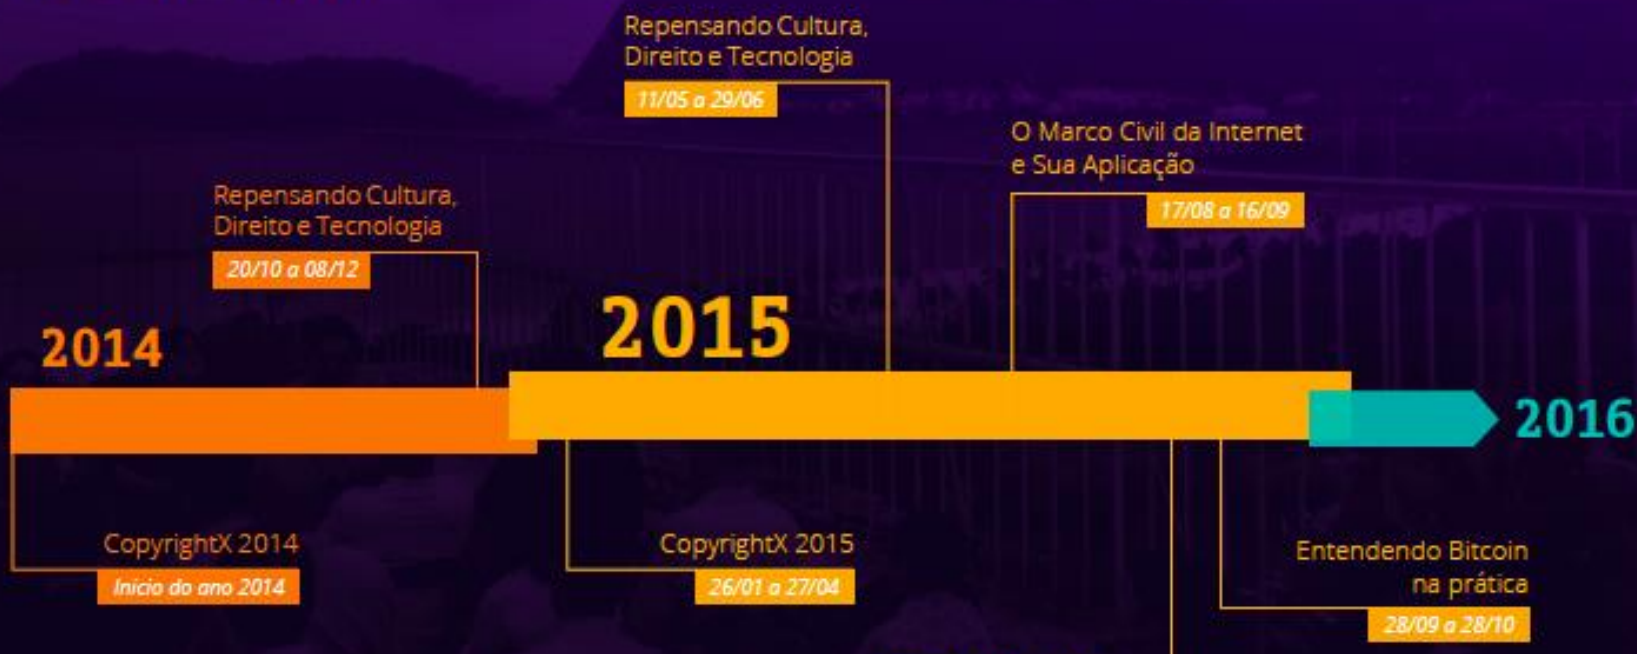 Repensando Cultura,
Direito e Tecnologia
11/05 a 29/06
O Marco Civil da Internet
e Sua Aplicação
17/08 a 16/09
Repensando Cultura,
Direito e Tecnologia
20/10 a 08/12
2014
2015
2016
CopyrightX 2014
Início do ano 2014
CopyrightX 2015
26/01 a 27/04
Entendendo Bitcoin
na prática
28/09 a 28/10